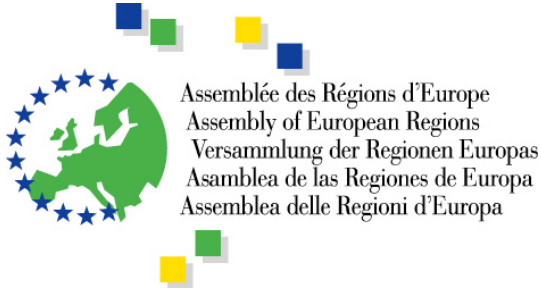 Assemblée des Régions d'Europe
Assembly of European Regions
Versammlung der Regionen Europas
Asamblea de las Regiones de Europa
Assemblea delle Regioni d'Europa